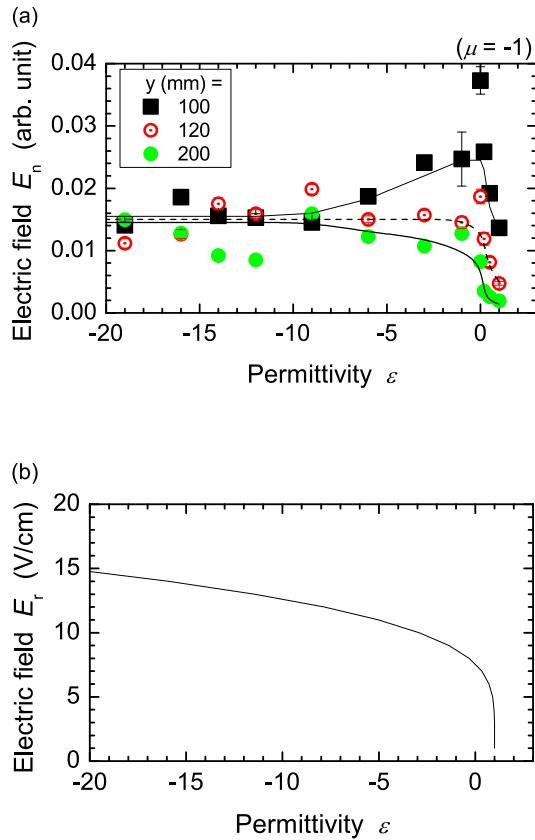 (a)
(μ = -1)
y (mm) =
100
120
200
0.04
0.03
0.02
0.01
0.00
Electric field Eₙ (arb. unit)
-20 -15 -10 -5 0
Permittivity ε
(b)
20
15
10
5
0
Electric field Eᵣ (V/cm)
-20 -15 -10 -5 0
Permittivity ε